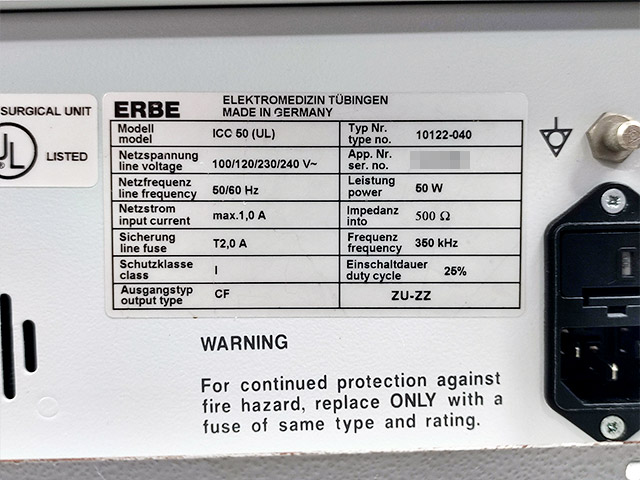 SURGICAL UNIT
UL
LISTED
ERBE
ELEKTROMEDIZIN TÜBINGEN
MADE IN GERMANY
Modell
model
ICC 50 (UL)
Typ Nr.
type no.
10122-040
Netzspannung
line voltage
100/120/230/240 V~
App. Nr.
ser. no.
Netzfrequenz
line frequency
50/60 Hz
Leistung
power
50 W
Netzstrom
input current
max.1,0 A
Impedanz
into
500 Ω
Sicherung
line fuse
T2,0 A
Frequenz
frequency
350 kHz
Schutzklasse
class
I
Einschaltdauer
duty cycle
25%
Ausgangstyp
output type
CF
ZU-ZZ
WARNING
For continued protection against
fire hazard, replace ONLY with a
fuse of same type and rating.